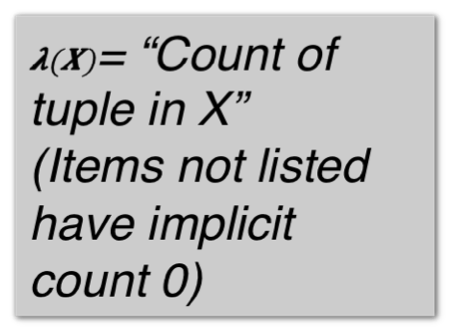 λ(X)= “Count of
tuple in X”
(Items not listed
have implicit
count 0)